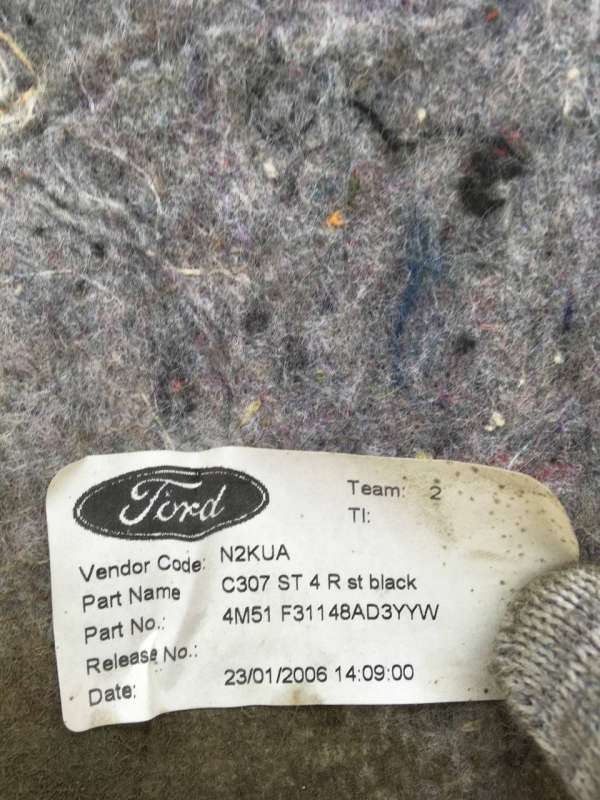 Ford
Team: 2
TI:
Vendor Code: N2KUA
Part Name C307 ST 4 R st black
Part No.: 4M51 F31148AD3YYW
Release No.:
Date: 23/01/2006 14:09:00